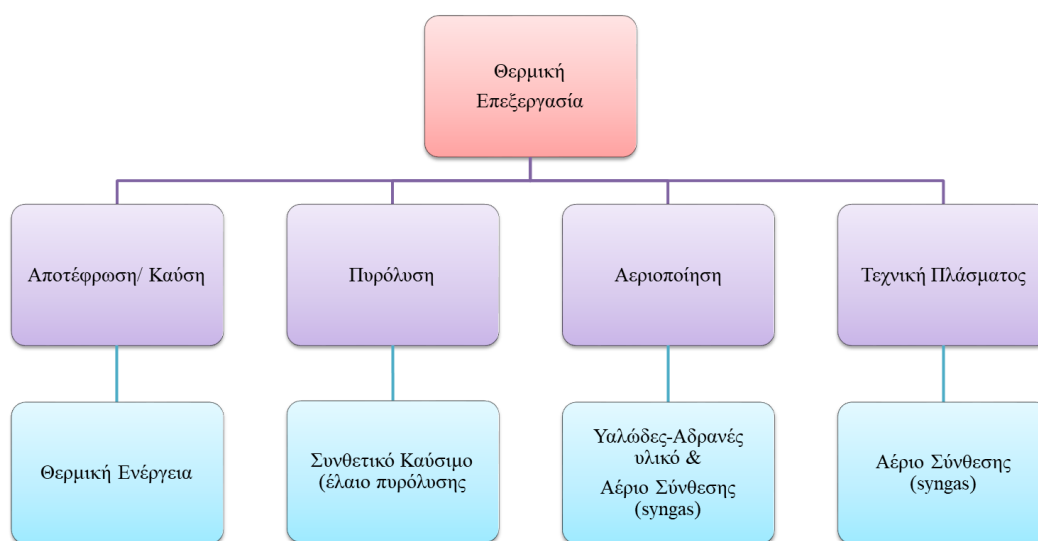 Θερμική
Επεξεργασία
Αποτέφρωση/ Καύση
Πυρόλυση
Αεριοποίηση
Τεχνική Πλάσματος
Θερμική Ενέργεια
Συνθετικό Καύσιμο
(έλαιο πυρόλυσης
Υαλώδες-Αδρανές
υλικό &
Αέριο Σύνθεσης
(syngas)
Αέριο Σύνθεσης
(syngas)